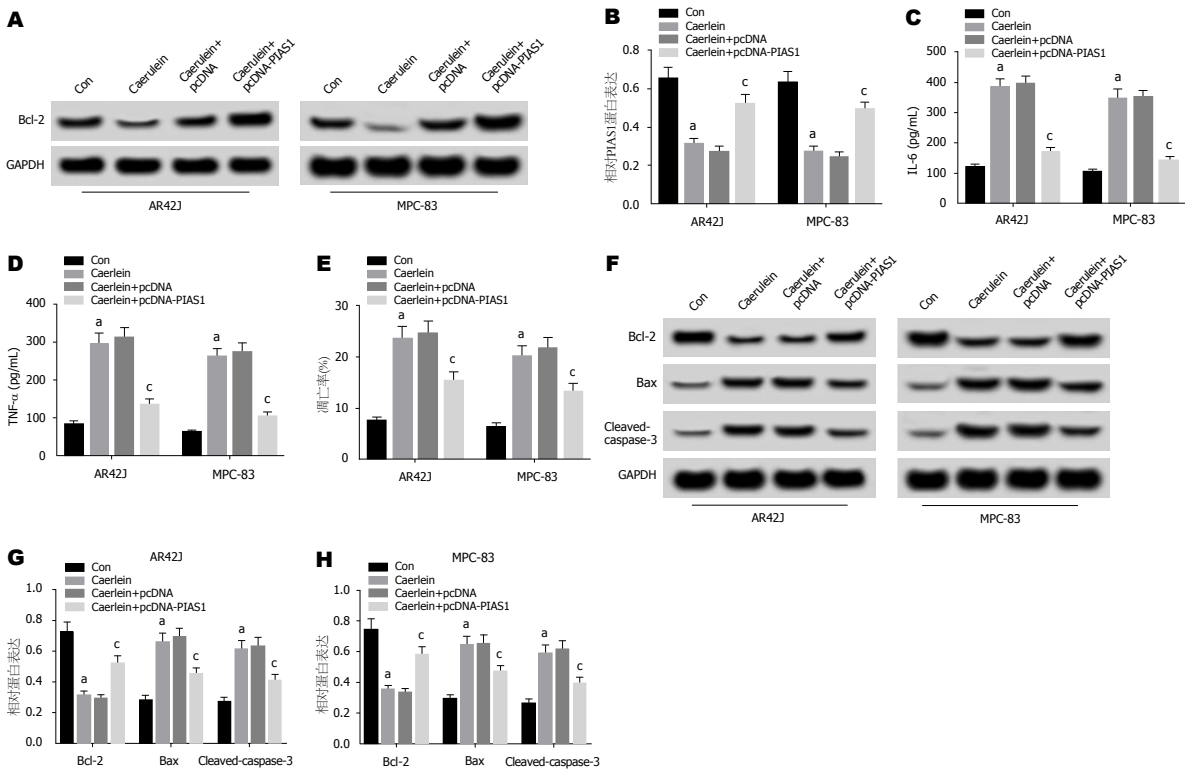 A
Con
Caerulein
Caerulein+
pcDNA
Caerulein+
pcDNA-PIAS1
Con
Caerulein
Caerulein+
pcDNA
Caerulein+
pcDNA-PIAS1
Bcl-2
GAPDH
AR42J
MPC-83
B
Con
Caerlein
Caerlein+pcDNA
Caerlein+pcDNA-PIAS1
相对PIAS1蛋白表达
0.8
0.6
0.4
0.2
0.0
a
c
a
c
AR42J
MPC-83
C
Con
Caerlein
Caerlein+pcDNA
Caerlein+pcDNA-PIAS1
IL-6 (pg/mL)
500
400
300
200
100
0
a
c
a
c
AR42J
MPC-83
D
Con
Caerlein
Caerlein+pcDNA
Caerlein+pcDNA-PIAS1
TNF-α (pg/mL)
400
300
200
100
0
a
c
a
c
AR42J
MPC-83
E
Con
Caerlein
Caerlein+pcDNA
Caerlein+pcDNA-PIAS1
凋亡率(%)
30
20
10
0
a
c
a
c
AR42J
MPC-83
F
Con
Caerulein
Caerulein+
pcDNA
Caerulein+
pcDNA-PIAS1
Con
Caerulein
Caerulein+
pcDNA
Caerulein+
pcDNA-PIAS1
Bcl-2
Bax
Cleaved-
caspase-3
GAPDH
AR42J
MPC-83
G
AR42J
Con
Caerlein
Caerlein+pcDNA
Caerlein+pcDNA-PIAS1
相对蛋白表达
1.0
0.8
0.6
0.4
0.2
0.0
a
c
a
c
a
c
Bcl-2
Bax
Cleaved-caspase-3
H
MPC-83
Con
Caerlein
Caerlein+pcDNA
Caerlein+pcDNA-PIAS1
相对蛋白表达
1.0
0.8
0.6
0.4
0.2
0.0
a
c
a
c
a
c
Bcl-2
Bax
Cleaved-caspase-3